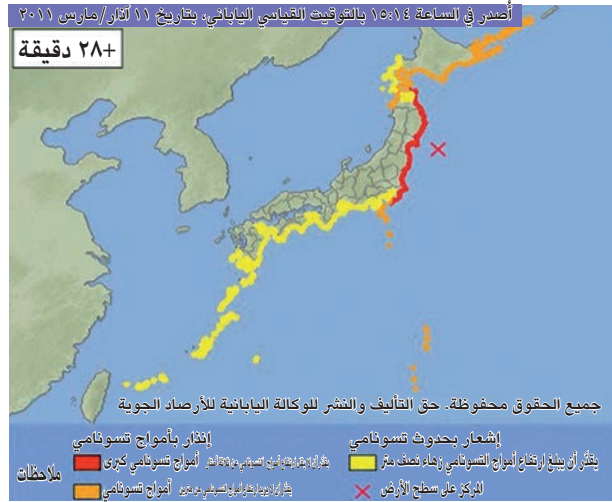 أُصدر في الساعة ١٥:١٤ بالتوقيت القياسي الياباني، بتاريخ ١١ آذار/مارس ٢٠١١
+٢٨ دقيقة
جميع الحقوق محفوظة. حق التأليف والنشر للوكالة اليابانية للأرصاد الجوية
إشعار بحدوث تسونامي
يقدَّر أن يبلغ ارتفاع أمواج التسونامي زهاء نصف متر
المركز على سطح الأرض
إنذار بأمواج تسونامي
أمواج تسونامي كبرى
أمواج تسونامي
ملاحظات